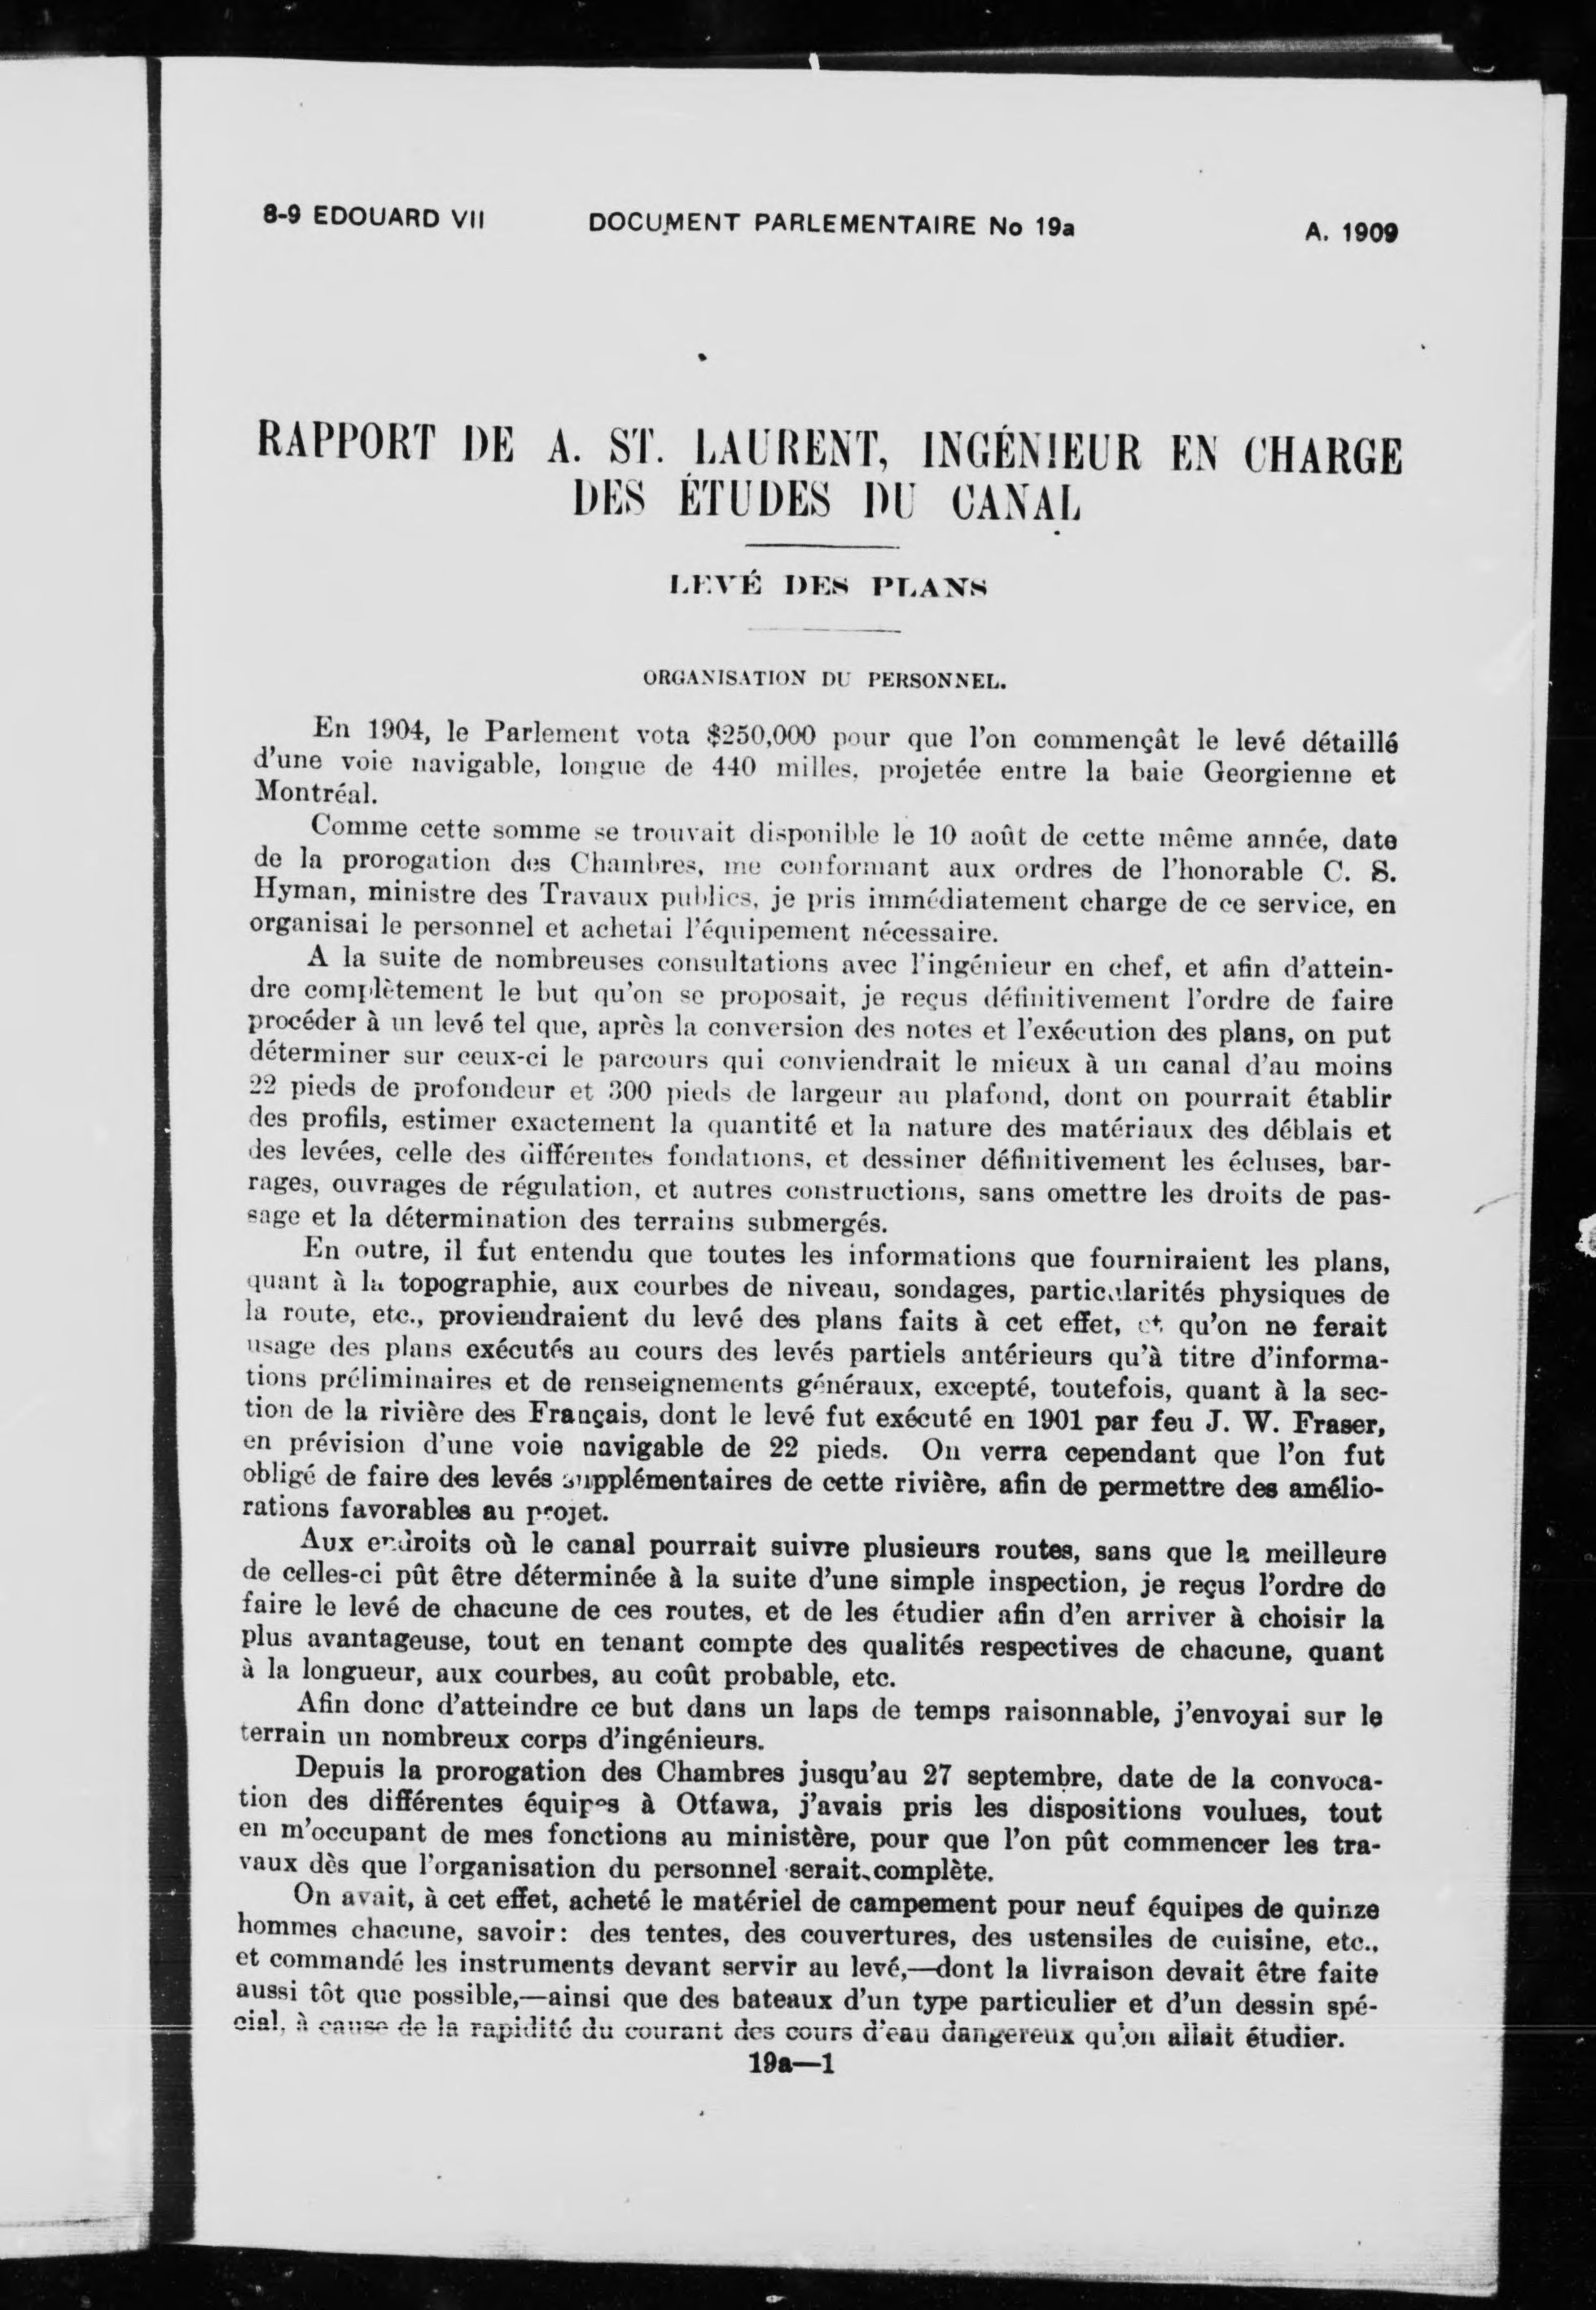 8-9 EDOUARD VII DOCUMENT PARLEMENTAIRE No 19a A. 1909
RAPPORT DE A. ST. LAURENT, INGÉNIEUR EN CHARGE
DES ÉTUDES DU CANAL
LEVÉ DES PLANS
ORGANISATION DU PERSONNEL.
En 1904, le Parlement vota $250,000 pour que l'on commençât le levé détaillé
d'une voie navigable, longue de 440 milles, projetée entre la baie Georgienne et
Montréal.
Comme cette somme se trouvait disponible le 10 août de cette même année, date
de la prorogation des Chambres, me conformant aux ordres de l'honorable C. S.
Hyman, ministre des Travaux publics, je pris immédiatement charge de ce service, en
organisai le personnel et achetai l'équipement nécessaire.
A la suite de nombreuses consultations avec l'ingénieur en chef, et afin d'attein-
dre complètement le but qu'on se proposait, je reçus définitivement l'ordre de faire
procéder à un levé tel que, après la conversion des notes et l'exécution des plans, on put
déterminer sur ceux-ci le parcours qui conviendrait le mieux à un canal d'au moins
22 pieds de profondeur et 300 pieds de largeur au plafond, dont on pourrait établir
des profils, estimer exactement la quantité et la nature des matériaux des déblais et
des levées, celle des différentes fondations, et dessiner définitivement les écluses, bar-
rages, ouvrages de régulation, et autres constructions, sans omettre les droits de pas-
sage et la détermination des terrains submergés.
En outre, il fut entendu que toutes les informations que fourniraient les plans,
quant à la topographie, aux courbes de niveau, sondages, particularités physiques de
la route, etc., proviendraient du levé des plans faits à cet effet, et qu'on ne ferait
usage des plans exécutés au cours des levés partiels antérieurs qu'à titre d'informa-
tions préliminaires et de renseignements généraux, excepté, toutefois, quant à la sec-
tion de la rivière des Français, dont le levé fut exécuté en 1901 par feu J. W. Fraser,
en prévision d'une voie navigable de 22 pieds. On verra cependant que l'on fut
obligé de faire des levés supplémentaires de cette rivière, afin de permettre des amélio-
rations favorables au projet.
Aux endroits où le canal pourrait suivre plusieurs routes, sans que la meilleure
de celles-ci pût être déterminée à la suite d'une simple inspection, je reçus l'ordre de
faire le levé de chacune de ces routes, et de les étudier afin d'en arriver à choisir la
plus avantageuse, tout en tenant compte des qualités respectives de chacune, quant
à la longueur, aux courbes, au coût probable, etc.
Afin donc d'atteindre ce but dans un laps de temps raisonnable, j'envoyai sur le
terrain un nombreux corps d'ingénieurs.
Depuis la prorogation des Chambres jusqu'au 27 septembre, date de la convoca-
tion des différentes équipes à Ottawa, j'avais pris les dispositions voulues, tout
en m'occupant de mes fonctions au ministère, pour que l'on pût commencer les tra-
vaux dès que l'organisation du personnel serait complète.
On avait, à cet effet, acheté le matériel de campement pour neuf équipes de quinze
hommes chacune, savoir: des tentes, des couvertures, des ustensiles de cuisine, etc.,
et commandé les instruments devant servir au levé,—dont la livraison devait être faite
aussi tôt que possible,—ainsi que des bateaux d'un type particulier et d'un dessin spé-
cial, à cause de la rapidité du courant des cours d'eau dangereux qu'on allait étudier.
19a—1